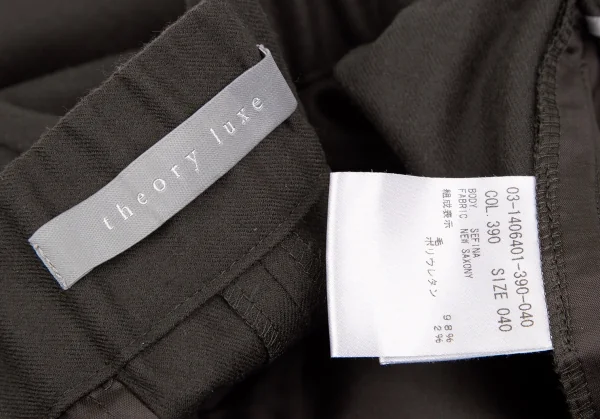 theory luxe
03-1406401-390-040
COL. 390 SIZE 040
BODY SEFINA
FABRIC NEW SAXONY
組成表示
毛 98%
ポリウレタン 2%